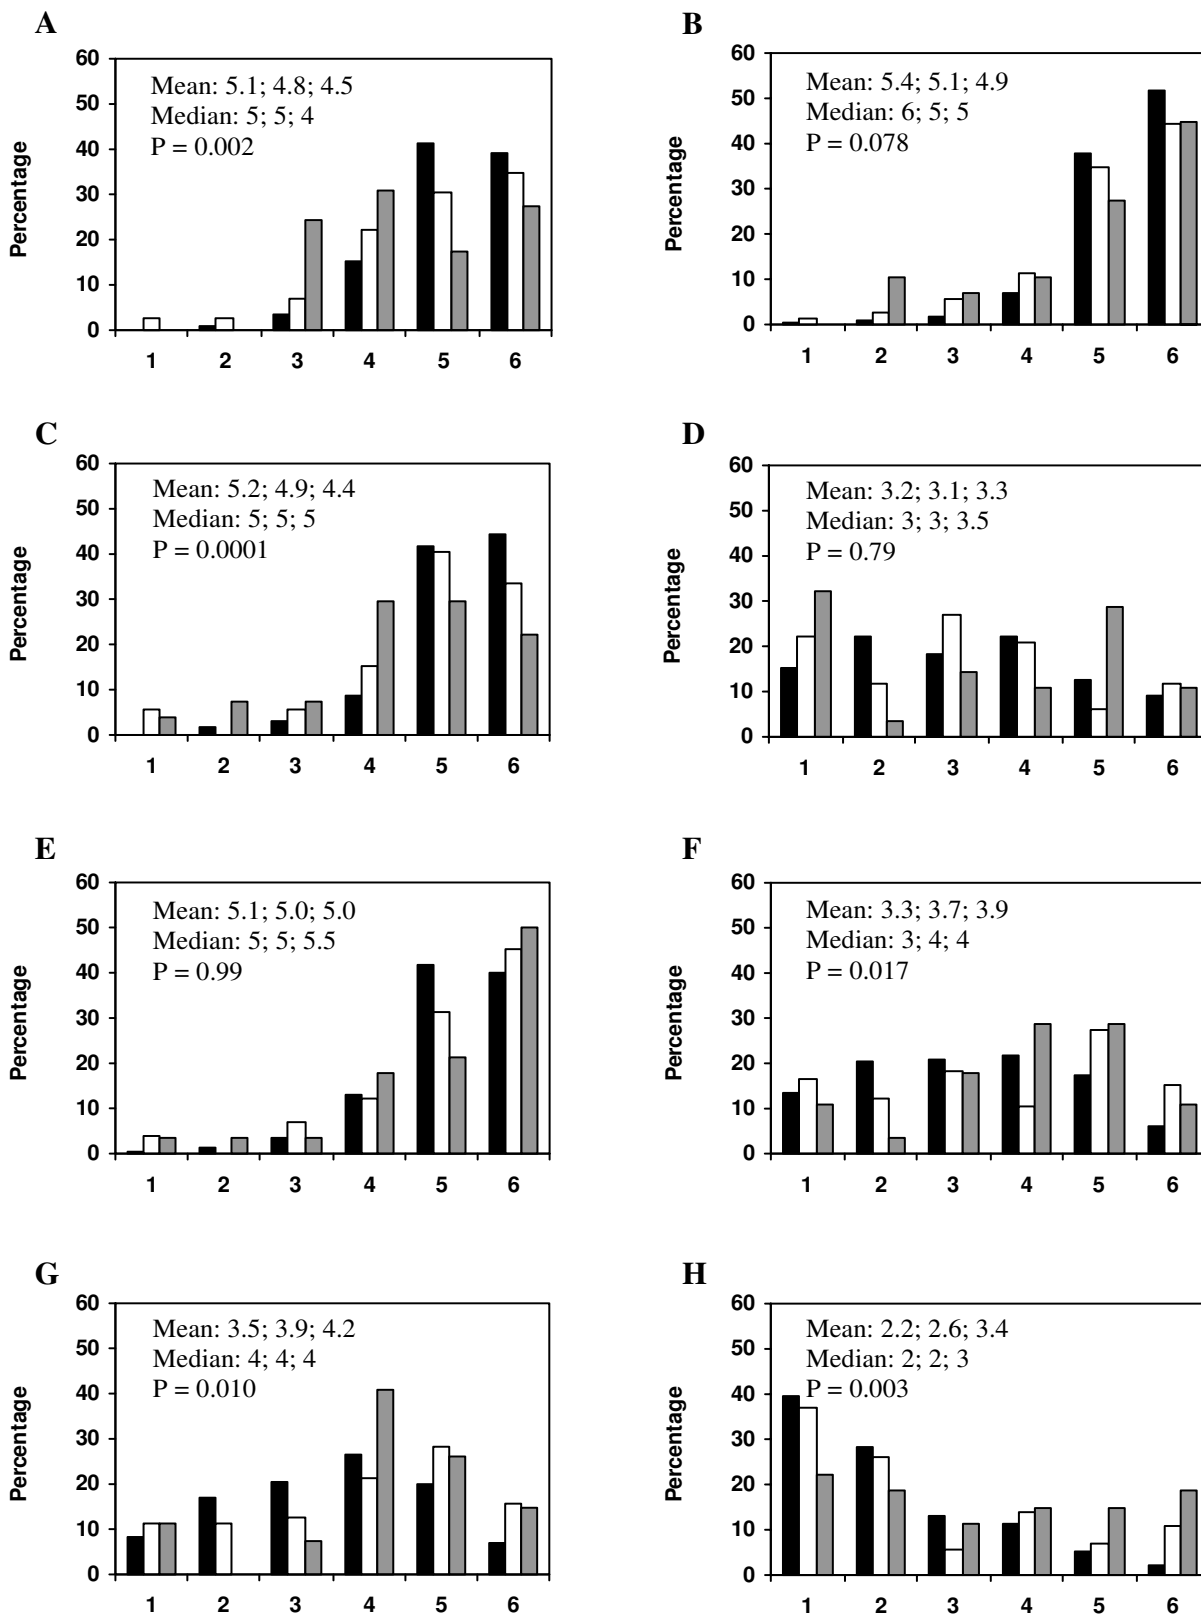 A
Percentage
60
50
40
30
20
10
0
Mean: 5.1; 4.8; 4.5
Median: 5; 5; 4
P = 0.002
1 2 3 4 5 6
B
Percentage
60
50
40
30
20
10
0
Mean: 5.4; 5.1; 4.9
Median: 6; 5; 5
P = 0.078
1 2 3 4 5 6
C
Percentage
60
50
40
30
20
10
0
Mean: 5.2; 4.9; 4.4
Median: 5; 5; 5
P = 0.0001
1 2 3 4 5 6
D
Percentage
60
50
40
30
20
10
0
Mean: 3.2; 3.1; 3.3
Median: 3; 3; 3.5
P = 0.79
1 2 3 4 5 6
E
Percentage
60
50
40
30
20
10
0
Mean: 5.1; 5.0; 5.0
Median: 5; 5; 5.5
P = 0.99
1 2 3 4 5 6
F
Percentage
60
50
40
30
20
10
0
Mean: 3.3; 3.7; 3.9
Median: 3; 4; 4
P = 0.017
1 2 3 4 5 6
G
Percentage
60
50
40
30
20
10
0
Mean: 3.5; 3.9; 4.2
Median: 4; 4; 4
P = 0.010
1 2 3 4 5 6
H
Percentage
60
50
40
30
20
10
0
Mean: 2.2; 2.6; 3.4
Median: 2; 2; 3
P = 0.003
1 2 3 4 5 6